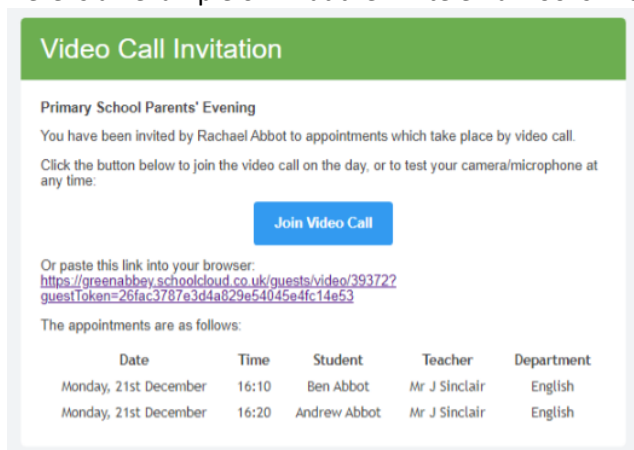 Video Call Invitation
Primary School Parents' Evening
You have been invited by Rachael Abbot to appointments which take place by video call.
Click the button below to join the video call on the day, or to test your camera/microphone at
any time:
Join Video Call
Or paste this link into your browser:
https://greenabbey.schoolcloud.co.uk/guests/video/39372?
guestToken=26fac3787e3d4a829e54045e4fc14e53
The appointments are as follows:
Date Time Student Teacher Department
Monday, 21st December 16:10 Ben Abbot Mr J Sinclair English
Monday, 21st December 16:20 Andrew Abbot Mr J Sinclair English